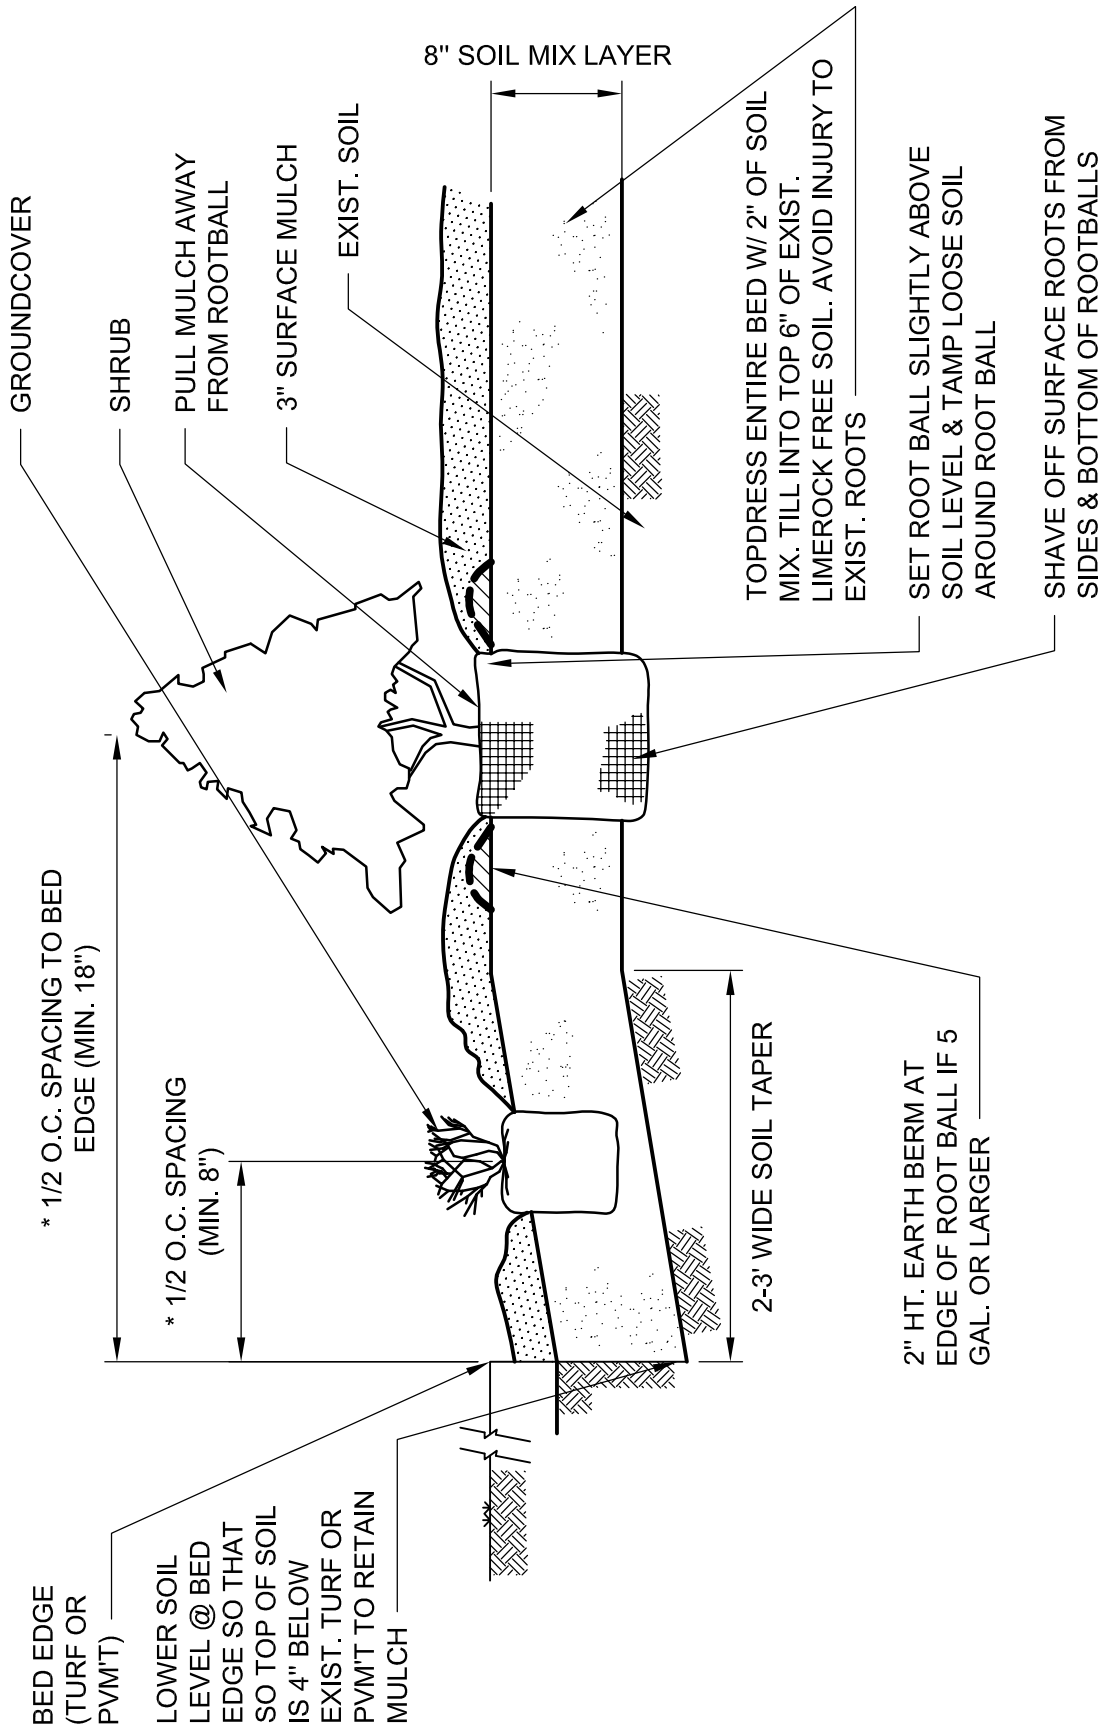 BED EDGE
(TURF OR
PVM'T)
LOWER SOIL
LEVEL @ BED
EDGE SO THAT
SO TOP OF SOIL
IS 4" BELOW
EXIST. TURF OR
PVM'T TO RETAIN
MULCH
* 1/2 O.C. SPACING TO BED
EDGE (MIN. 18")
* 1/2 O.C. SPACING
(MIN. 8")
GROUNDCOVER
SHRUB
PULL MULCH AWAY
FROM ROOTBALL
3" SURFACE MULCH
EXIST. SOIL
8" SOIL MIX LAYER
TOPDRESS ENTIRE BED W/ 2" OF SOIL
MIX. TILL INTO TOP 6" OF EXIST.
LIMEROCK FREE SOIL. AVOID INJURY TO
EXIST. ROOTS
SET ROOT BALL SLIGHTLY ABOVE
SOIL LEVEL & TAMP LOOSE SOIL
AROUND ROOT BALL
SHAVE OFF SURFACE ROOTS FROM
SIDES & BOTTOM OF ROOTBALLS
2-3' WIDE SOIL TAPER
2" HT. EARTH BERM AT
EDGE OF ROOT BALL IF 5
GAL. OR LARGER